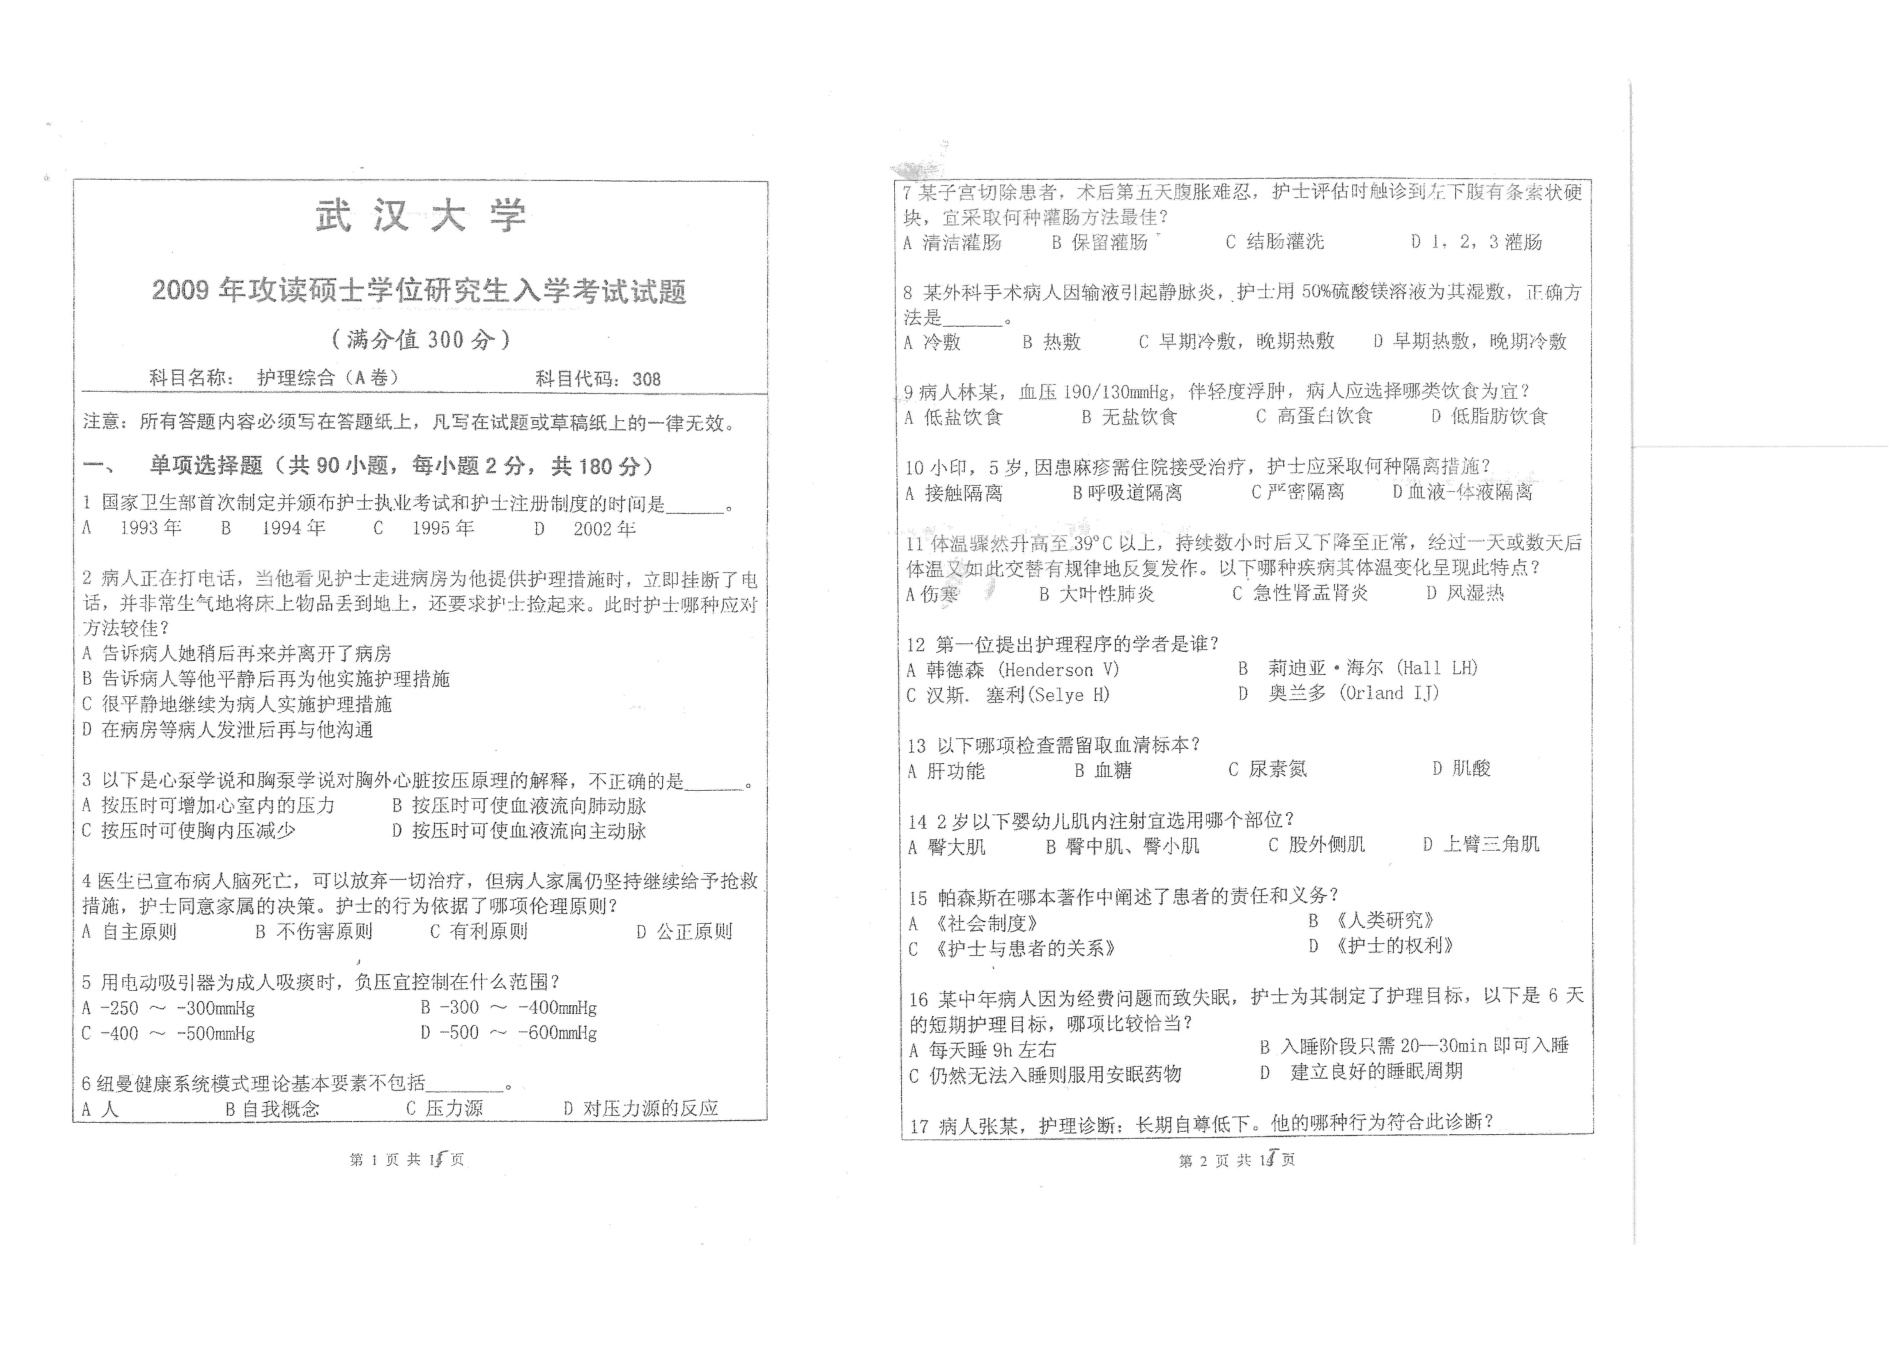 武 汉 大 学
2009 年攻读硕士学位研究生入学考试试题
(满分值 300 分)
科目名称: 护理综合(A卷) 科目代码: 308
注意: 所有答题内容必须写在答题纸上, 凡写在试题或草稿纸上的一律无效。
一、 单项选择题(共 90 小题, 每小题 2 分, 共 180 分)
1 国家卫生部首次制定并颁布护士执业考试和护士注册制度的时间是______。
A 1993 年 B 1994 年 C 1995 年 D 2002 年
2 病人正在打电话, 当他看见护士走进病房为他提供护理措施时, 立即挂断了电
话, 并非常生气地将床上物品丢到地上, 还要求护士捡起来。此时护士哪种应对
方法较佳?
A 告诉病人她稍后再来并离开了病房
B 告诉病人等他平静后再为他实施护理措施
C 很平静地继续为病人实施护理措施
D 在病房等病人发泄后再与他沟通
3 以下是心泵学说和胸泵学说对胸外心脏按压原理的解释, 不正确的是______。
A 按压时可增加心室内的压力 B 按压时可使血液流向肺动脉
C 按压时可使胸内压减少 D 按压时可使血液流向主动脉
4 医生已宣布病人脑死亡, 可以放弃一切治疗, 但病人家属仍坚持继续给予抢救
措施, 护士同意家属的决策。护士的行为依据了哪项伦理原则?
A 自主原则 B 不伤害原则 C 有利原则 D 公正原则
5 用电动吸引器为成人吸痰时, 负压宜控制在什么范围?
A -250 ~ -300mmHg B -300 ~ -400mmHg
C -400 ~ -500mmHg D -500 ~ -600mmHg
6 纽曼健康系统模式理论基本要素不包括________。
A 人 B 自我概念 C 压力源 D 对压力源的反应
第 1 页 共 15 页
7 某子宫切除患者, 术后第五天腹胀难忍, 护士评估时触诊到左下腹有条索状硬
块, 宜采取何种灌肠方法最佳?
A 清洁灌肠 B 保留灌肠 C 结肠灌洗 D 1, 2, 3 灌肠
8 某外科手术病人因输液引起静脉炎, 护士用 50%硫酸镁溶液为其湿敷, 正确方
法是______。
A 冷敷 B 热敷 C 早期冷敷, 晚期热敷 D 早期热敷, 晚期冷敷
9 病人林某, 血压 190/130mmHg, 伴轻度浮肿, 病人应选择哪类饮食为宜?
A 低盐饮食 B 无盐饮食 C 高蛋白饮食 D 低脂肪饮食
10 小印, 5 岁, 因患麻疹需住院接受治疗, 护士应采取何种隔离措施?
A 接触隔离 B 呼吸道隔离 C 严密隔离 D 血液-体液隔离
11 体温骤然升高至 39℃以上, 持续数小时后又下降至正常, 经过一天或数天后
体温又如此交替有规律地反复发作。以下哪种疾病其体温变化呈现此特点?
A 伤寒 B 大叶性肺炎 C 急性肾盂肾炎 D 风湿热
12 第一位提出护理程序的学者是谁?
A 韩德森 (Henderson V) B 莉迪亚·海尔 (Hall LH)
C 汉斯. 塞利(Selye H) D 奥兰多 (Orland IJ)
13 以下哪项检查需留取血清标本?
A 肝功能 B 血糖 C 尿素氮 D 肌酸
14 2 岁以下婴幼儿肌内注射宜选用哪个部位?
A 臀大肌 B 臀中肌、臀小肌 C 股外侧肌 D 上臂三角肌
15 帕森斯在哪本著作中阐述了患者的责任和义务?
A 《社会制度》 B 《人类研究》
C 《护士与患者的关系》 D 《护士的权利》
16 某中年病人因为经费问题而致失眠, 护士为其制定了护理目标, 以下是 6 天
的短期护理目标, 哪项比较恰当?
A 每天睡 9h 左右 B 入睡阶段只需 20—30min 即可入睡
C 仍然无法入睡则服用安眠药物 D 建立良好的睡眠周期
17 病人张某, 护理诊断: 长期自尊低下。他的哪种行为符合此诊断?
第 2 页 共 15 页